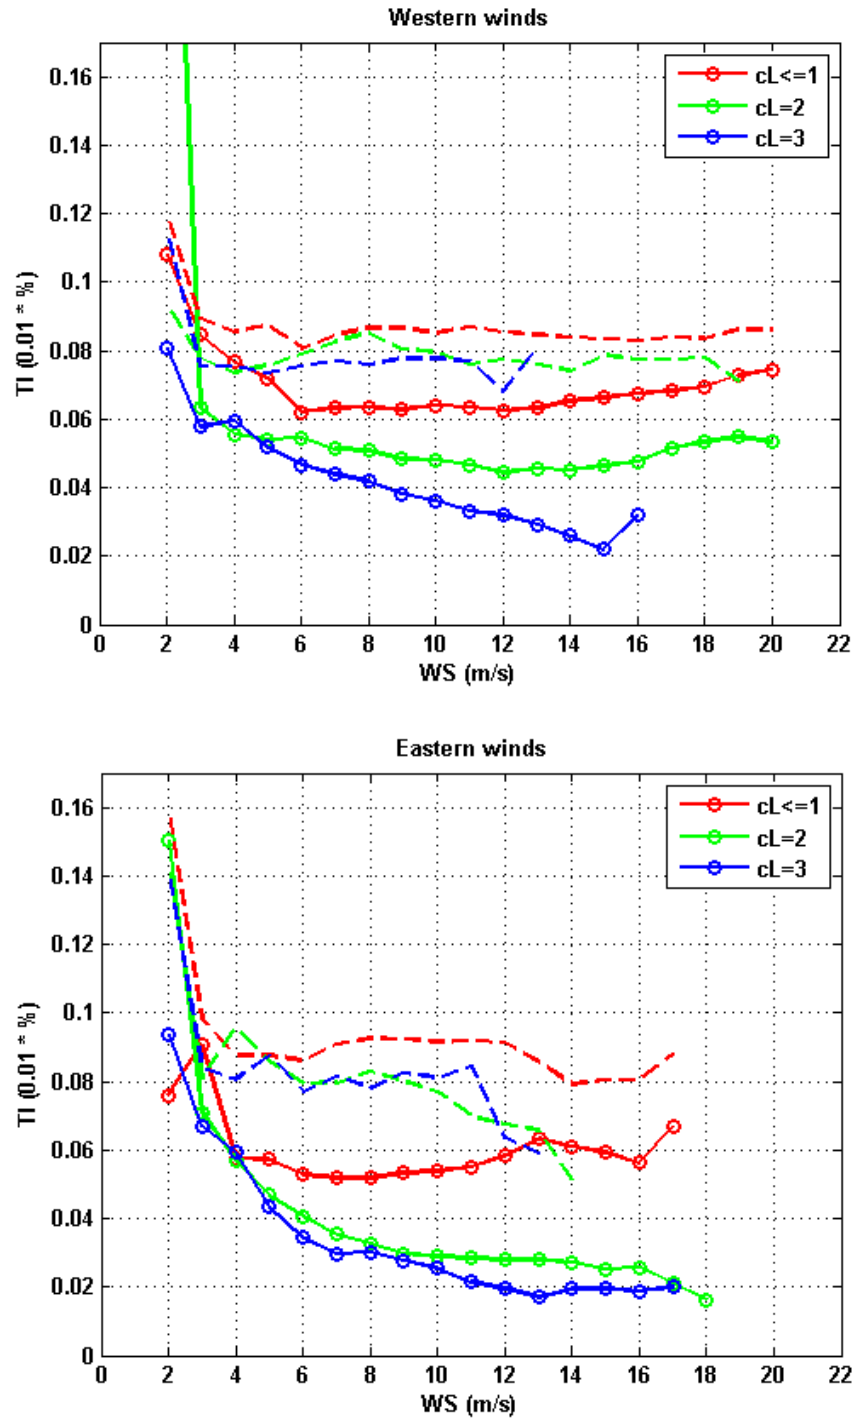 Western winds
0.16
0.14
0.12
0.1
0.08
0.06
0.04
0.02
0
TI (0.01 * %)
cL<=1
cL=2
cL=3
0 2 4 6 8 10 12 14 16 18 20 22
WS (m/s)
Eastern winds
0.16
0.14
0.12
0.1
0.08
0.06
0.04
0.02
0
TI (0.01 * %)
cL<=1
cL=2
cL=3
0 2 4 6 8 10 12 14 16 18 20 22
WS (m/s)